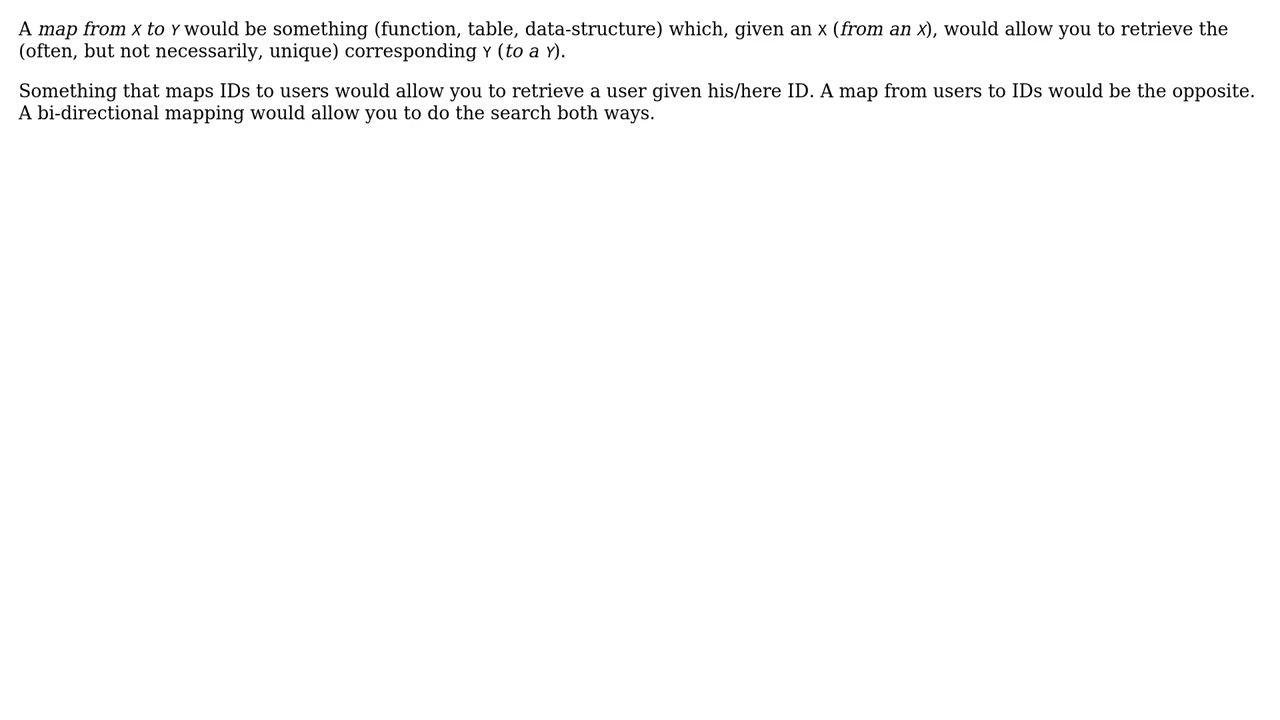 A map from X to Y would be something (function, table, data-structure) which, given an X (from an X), would allow you to retrieve the
(often, but not necessarily, unique) corresponding Y (to a Y).
Something that maps IDs to users would allow you to retrieve a user given his/here ID. A map from users to IDs would be the opposite.
A bi-directional mapping would allow you to do the search both ways.